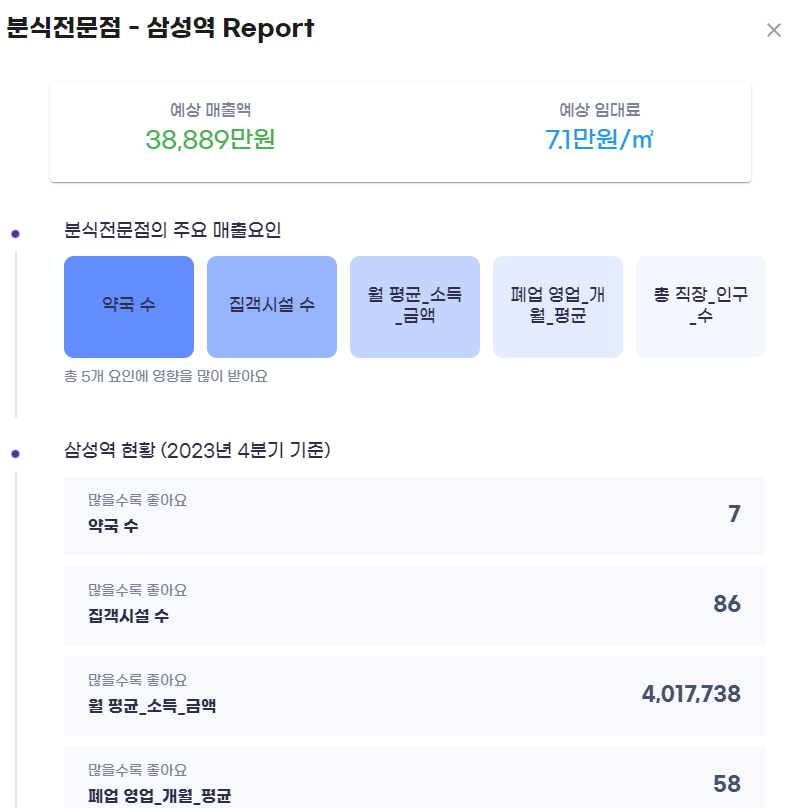 분식전문점 - 삼성역 Report
예상 매출액
38,889만원
예상 임대료
7.1만원/㎡
분식전문점의 주요 매출요인
약국 수
집객시설 수
월 평균_소득
_금액
폐업 영업_개
월_평균
총 직장_인구
_수
총 5개 요인에 영향을 많이 받아요
삼성역 현황 (2023년 4분기 기준)
많을수록 좋아요
약국 수
7
많을수록 좋아요
집객시설 수
86
많을수록 좋아요
월 평균_소득_금액
4,017,738
많을수록 좋아요
폐업 영업_개월_평균
58